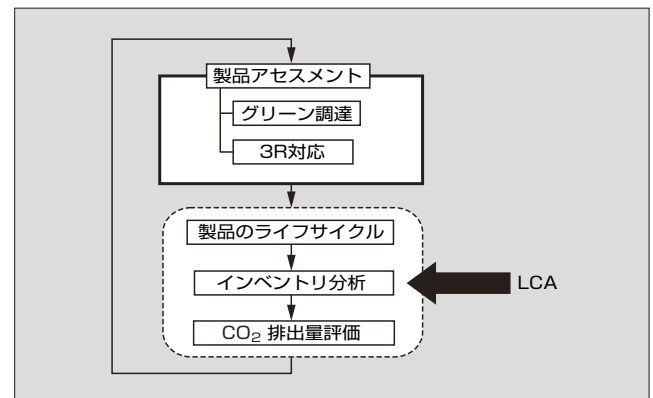 製品アセスメント
グリーン調達
3R対応
製品のライフサイクル
インベントリ分析
LCA
CO₂ 排出量評価